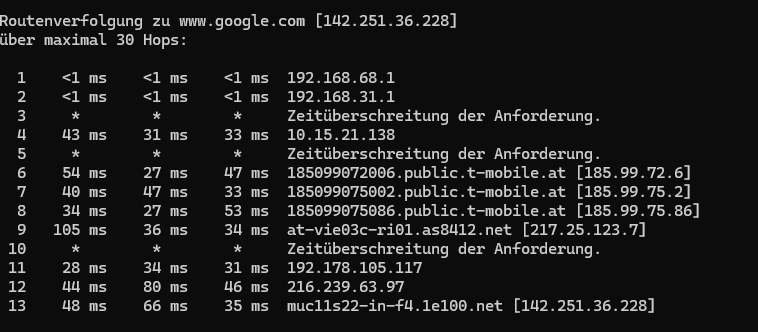 Routenverfolgung zu www.google.com [142.251.36.228]
über maximal 30 Hops:
1 <1 ms <1 ms <1 ms 192.168.68.1
2 <1 ms <1 ms <1 ms 192.168.31.1
3 * * * Zeitüberschreitung der Anforderung.
4 43 ms 31 ms 33 ms 10.15.21.138
5 * * * Zeitüberschreitung der Anforderung.
6 54 ms 27 ms 47 ms 185099072006.public.t-mobile.at [185.99.72.6]
7 40 ms 47 ms 33 ms 185099075002.public.t-mobile.at [185.99.75.2]
8 34 ms 27 ms 53 ms 185099075086.public.t-mobile.at [185.99.75.86]
9 105 ms 36 ms 34 ms at-vie03c-ri01.as8412.net [217.25.123.7]
10 * * * Zeitüberschreitung der Anforderung.
11 28 ms 34 ms 31 ms 192.178.105.117
12 44 ms 80 ms 46 ms 216.239.63.97
13 48 ms 66 ms 35 ms muc11s22-in-f4.1e100.net [142.251.36.228]